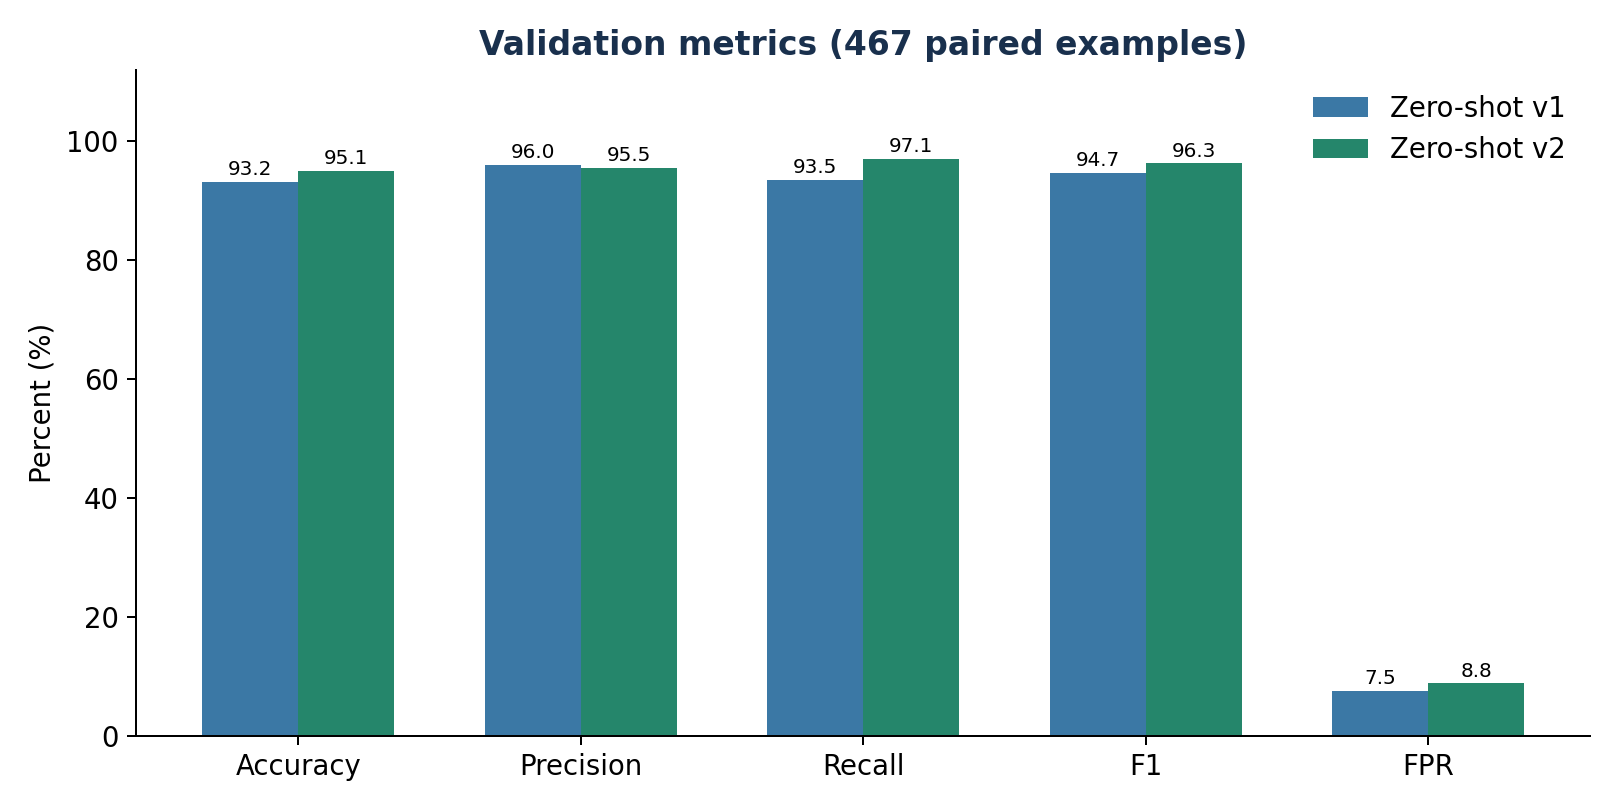 Validation metrics (467 paired examples)
Zero-shot v1
Zero-shot v2
Percent (%)
100
80
60
40
20
0
93.2
95.1
96.0
95.5
93.5
97.1
94.7
96.3
7.5
8.8
Accuracy
Precision
Recall
F1
FPR